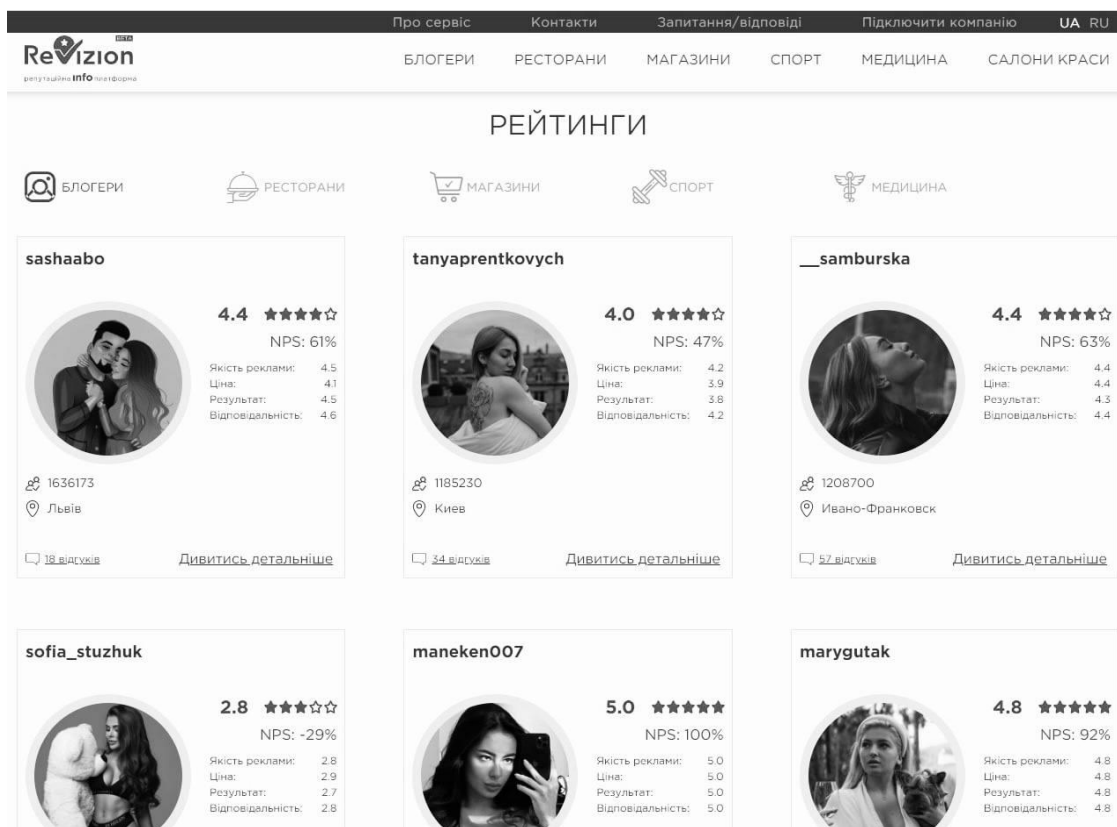 Про сервіс Контакти Запитання/відповіді Підключити компанію UA RU
ReVizion BETA
репутаційна info платформа
БЛОГЕРИ РЕСТОРАНИ МАГАЗИНИ СПОРТ МЕДИЦИНА САЛОНИ КРАСИ
РЕЙТИНГИ
БЛОГЕРИ РЕСТОРАНИ МАГАЗИНИ СПОРТ МЕДИЦИНА
sashaabo
4.4
NPS: 61%
Якість реклами: 4.5
Ціна: 4.1
Результат: 4.5
Відповідальність: 4.6
1636173
Львів
18 відгуків Дивитись детальніше
tanyaprentkovych
4.0
NPS: 47%
Якість реклами: 4.2
Ціна: 3.9
Результат: 3.8
Відповідальність: 4.2
1185230
Киев
34 відгуків Дивитись детальніше
__samburska
4.4
NPS: 63%
Якість реклами: 4.4
Ціна: 4.4
Результат: 4.3
Відповідальність: 4.4
1208700
Ивано-Франковск
57 відгуків Дивитись детальніше
sofia_stuzhuk
2.8
NPS: -29%
Якість реклами: 2.8
Ціна: 2.9
Результат: 2.7
Відповідальність: 2.8
maneken007
5.0
NPS: 100%
Якість реклами: 5.0
Ціна: 5.0
Результат: 5.0
Відповідальність: 5.0
marygutak
4.8
NPS: 92%
Якість реклами: 4.8
Ціна: 4.8
Результат: 4.8
Відповідальність: 4.8